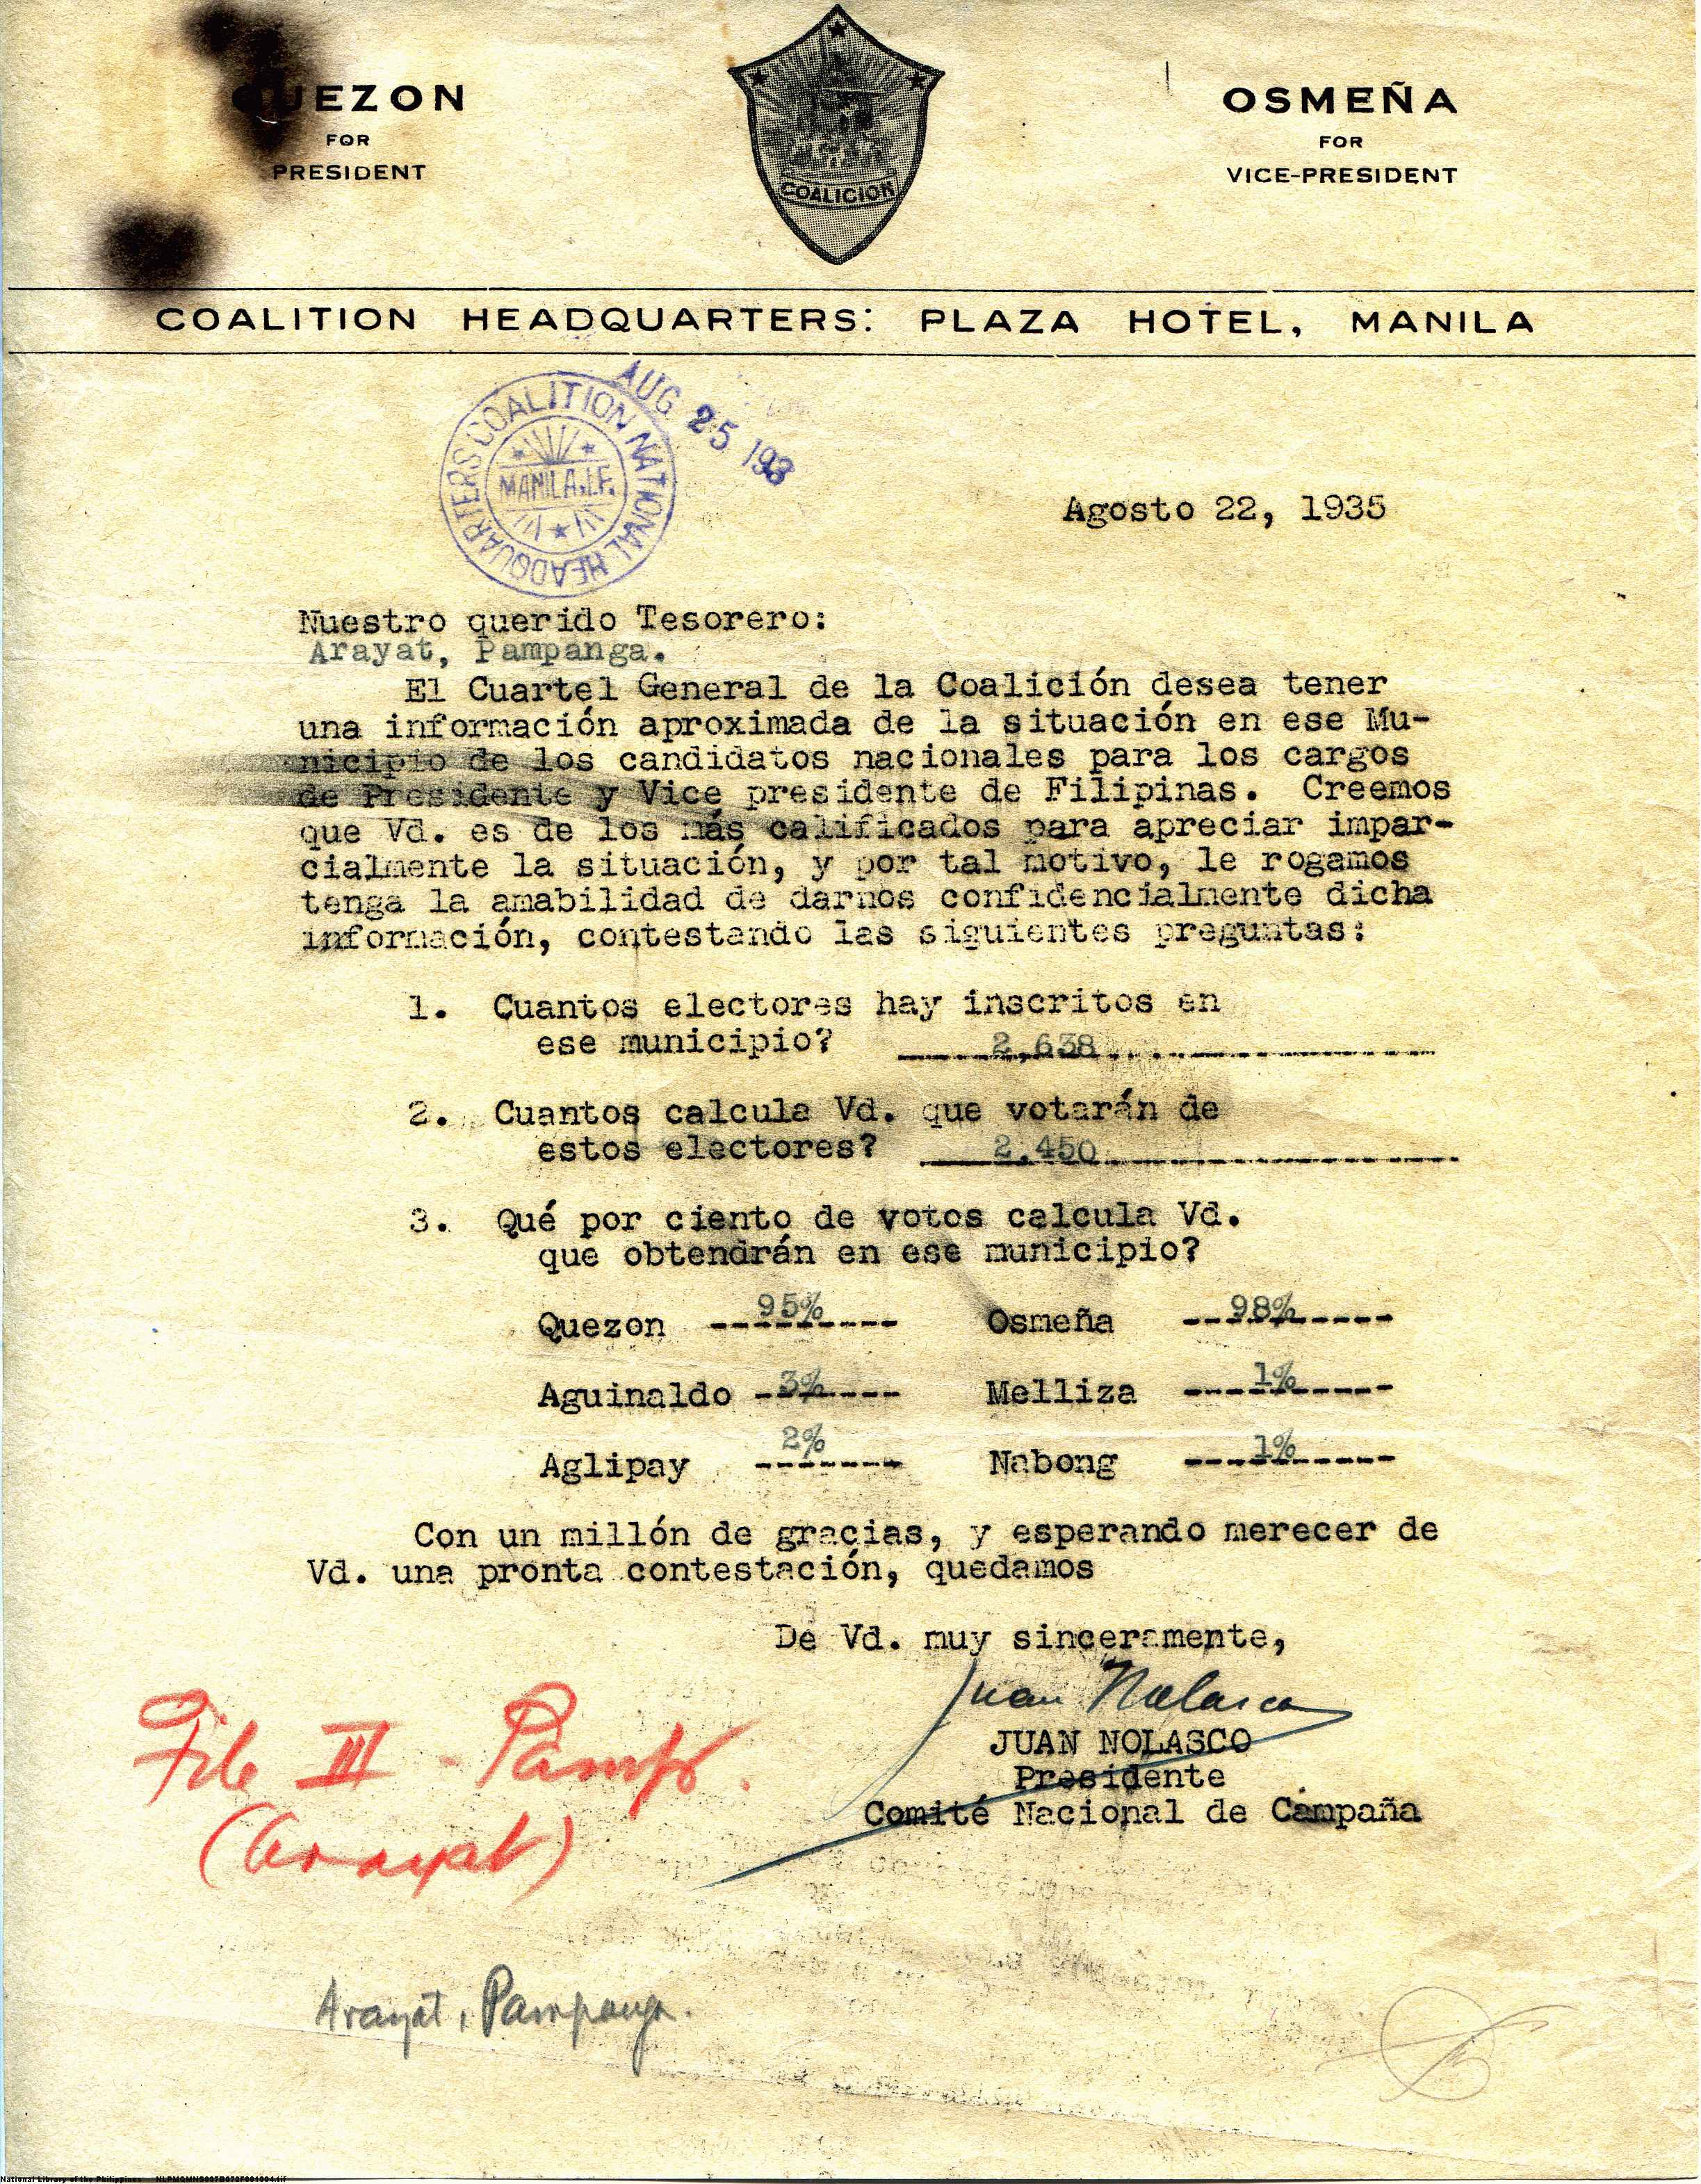 QUEZON
FOR
PRESIDENT
COALICION
OSMEÑA
FOR
VICE-PRESIDENT
COALITION HEADQUARTERS: PLAZA HOTEL, MANILA
COALITION NATIONAL HEADQUARTERS
MANILA
AUG 25 193
Agosto 22, 1935
Nuestro querido Tesorero:
Arayat, Pampanga.
El Cuartel General de la Coalición desea tener
una información aproximada de la situación en ese Mu-
nicipio de los candidatos nacionales para los cargos
de Presidente y Vice presidente de Filipinas. Creemos
que Vd. es de los más calificados para apreciar impar-
cialmente la situación, y por tal motivo, le rogamos
tenga la amabilidad de darnos confidencialmente dicha
información, contestando las siguientes preguntas:
1. Cuantos electores hay inscritos en
ese municipio? 2,638
2. Cuantos calcula Vd. que votarán de
estos electores? 2,450
3. Qué por ciento de votos calcula Vd.
que obtendrán en ese municipio?
Quezon 95% Osmeña 98%
Aguinaldo 3% Melliza 1%
Aglipay 2% Nabong 1%
Con un millón de gracias, y esperando merecer de
Vd. una pronta contestación, quedamos
De Vd. muy sinceramente,
Juan Nolasco
JUAN NOLASCO
Presidente
Comité Nacional de Campaña
File III - Pamp.
(Arayat)
Arayat, Pampanga.
National Library of the Philippines